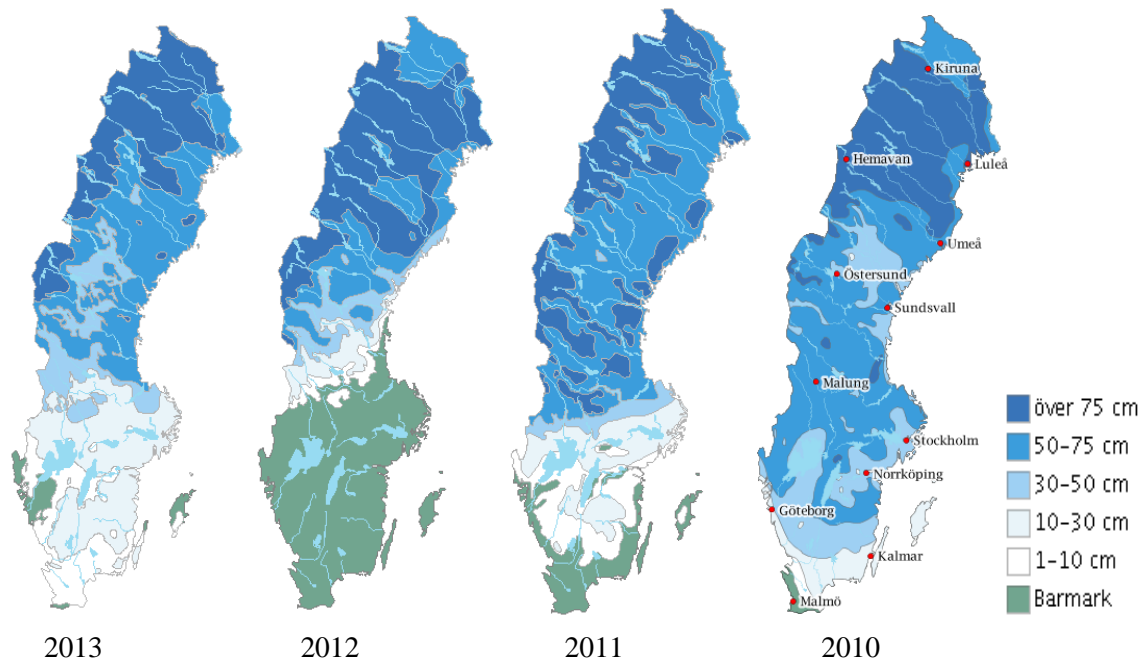 Kiruna
Hemavan
Luleå
Umeå
Östersund
Sundsvall
Malung
Stockholm
Norrköping
Göteborg
Kalmar
Malmö
över 75 cm
50–75 cm
30–50 cm
10–30 cm
1–10 cm
Barmark
2013 2012 2011 2010